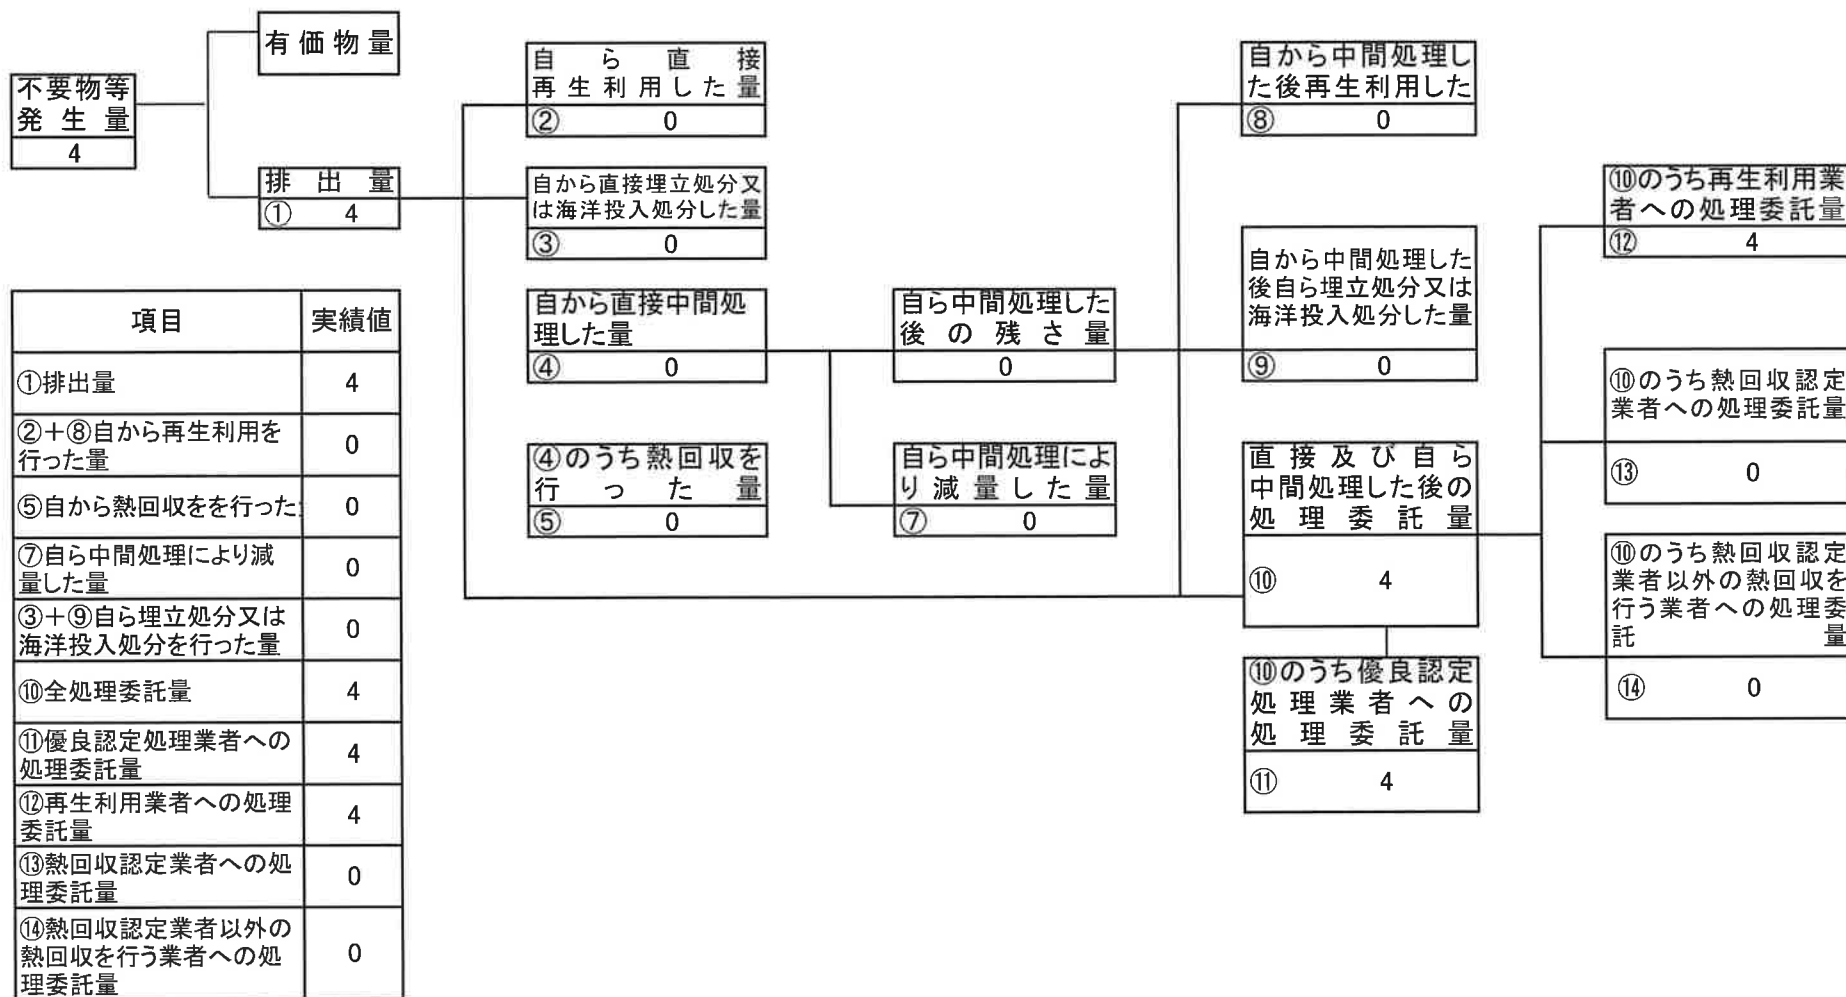 有価物量
不要物等
発生量
4
排出量
① 4
自ら直接
再生利用した量
② 0
自から直接埋立処分又
は海洋投入処分した量
③ 0
自から直接中間処
理した量
④ 0
④のうち熱回収を
行った量
⑤ 0
自ら中間処理した
後の残さ量
0
自ら中間処理によ
り減量した量
⑦ 0
自から中間処理し
た後再生利用した
⑧ 0
自から中間処理した
後自ら埋立処分又は
海洋投入処分した量
⑨ 0
直接及び自ら
中間処理した後の
処理委託量
⑩ 4
⑩のうち優良認定
処理業者への
処理委託量
⑪ 4
⑩のうち再生利用業
者への処理委託量
⑫ 4
⑩のうち熱回収認定
業者への処理委託量
⑬ 0
⑩のうち熱回収認定
業者以外の熱回収を
行う業者への処理委
託量
⑭ 0
項目 実績値
①排出量 4
②+⑧自から再生利用を
行った量 0
⑤自から熱回収をを行った 0
⑦自ら中間処理により減
量した量 0
③+⑨自ら埋立処分又は
海洋投入処分を行った量 0
⑩全処理委託量 4
⑪優良認定処理業者への
処理委託量 4
⑫再生利用業者への処理
委託量 4
⑬熱回収認定業者への処
理委託量 0
⑭熱回収認定業者以外の
熱回収を行う業者への処
理委託量 0